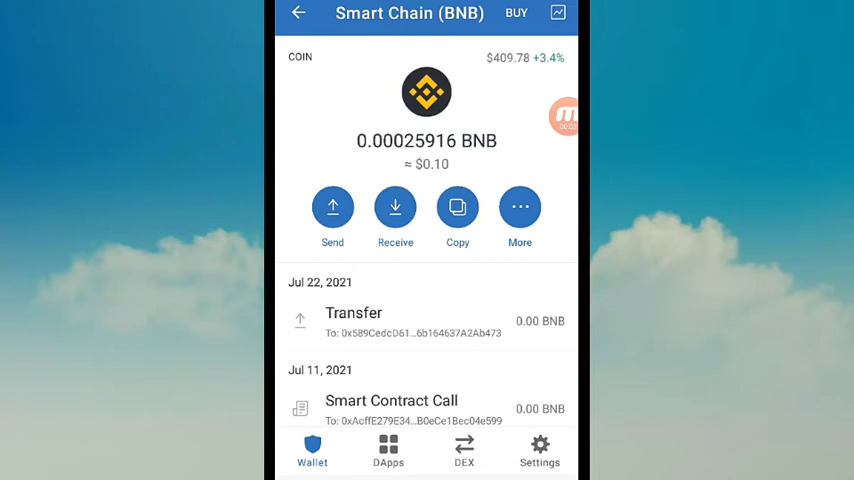 Smart Chain (BNB) BUY
COIN $409.78 +3.4%
0.00025916 BNB
≈ $0.10
Send Receive Copy More
Jul 22, 2021
Transfer 0.00 BNB
To: 0x589CedcD61...6b164637A2Ab473
Jul 11, 2021
Smart Contract Call 0.00 BNB
To: 0xAcffE279E34...B0eCe1Bec04e599
Wallet DApps DEX Settings